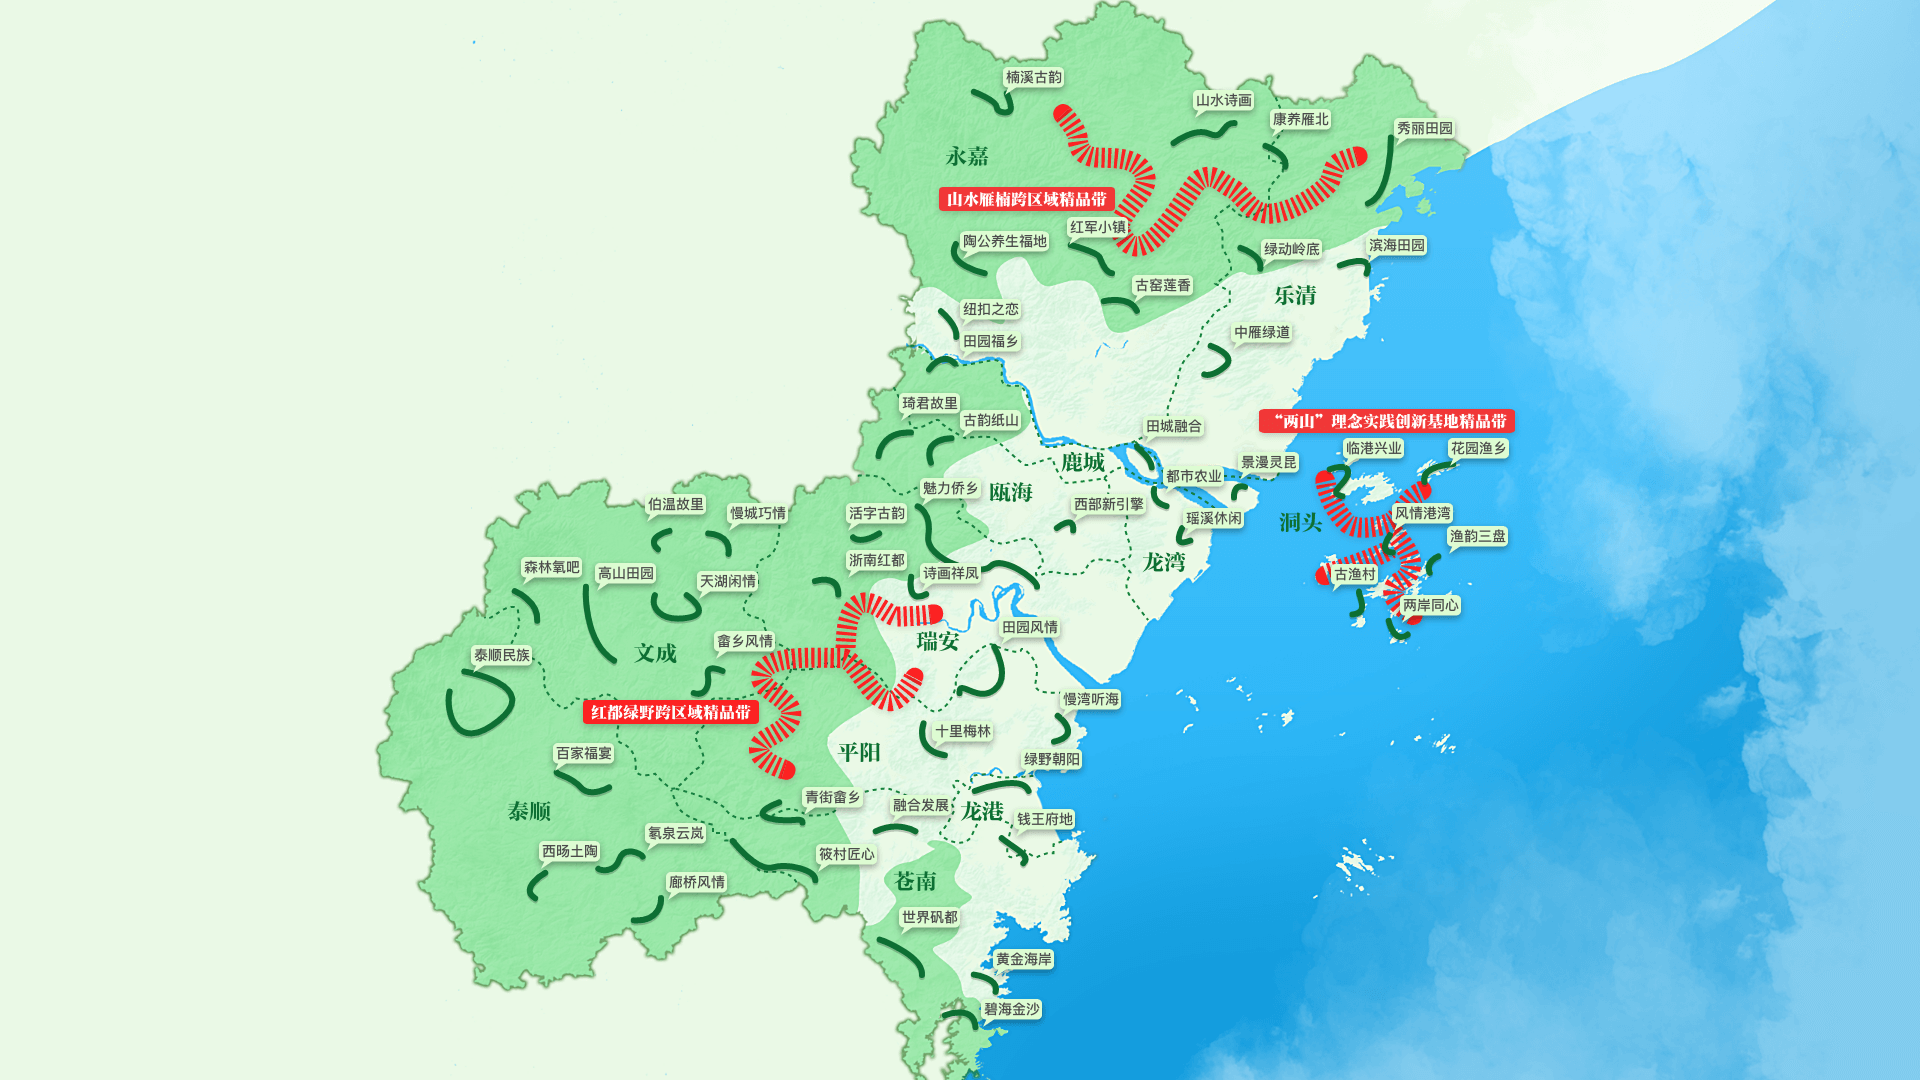 楠溪古韵
山水诗画
康养雁北
秀丽田园
永嘉
山水雁楠跨区域精品带
红军小镇
陶公养生福地
绿动岭底
滨海田园
古窑莲香
乐清
纽扣之恋
中雁绿道
田园福乡
琦君故里
古韵纸山
“两山”理念实践创新基地精品带
田城融合
临港兴业
花园渔乡
鹿城
景漫灵昆
都市农业
瓯海
魅力侨乡
伯温故里
慢城巧情
活字古韵
西部新引擎
瑶溪休闲
洞头
风情港湾
渔韵三盘
森林氧吧
高山田园
天湖闲情
浙南红都
诗画祥凤
龙湾
古渔村
两岸同心
畲乡风情
瑞安
田园风情
泰顺民族
文成
红都绿野跨区域精品带
慢湾听海
十里梅林
平阳
百家福宴
绿野朝阳
青街畲乡
融合发展
龙港
钱王府地
泰顺
氡泉云岚
西旸土陶
筱村匠心
廊桥风情
苍南
世界矾都
黄金海岸
碧海金沙